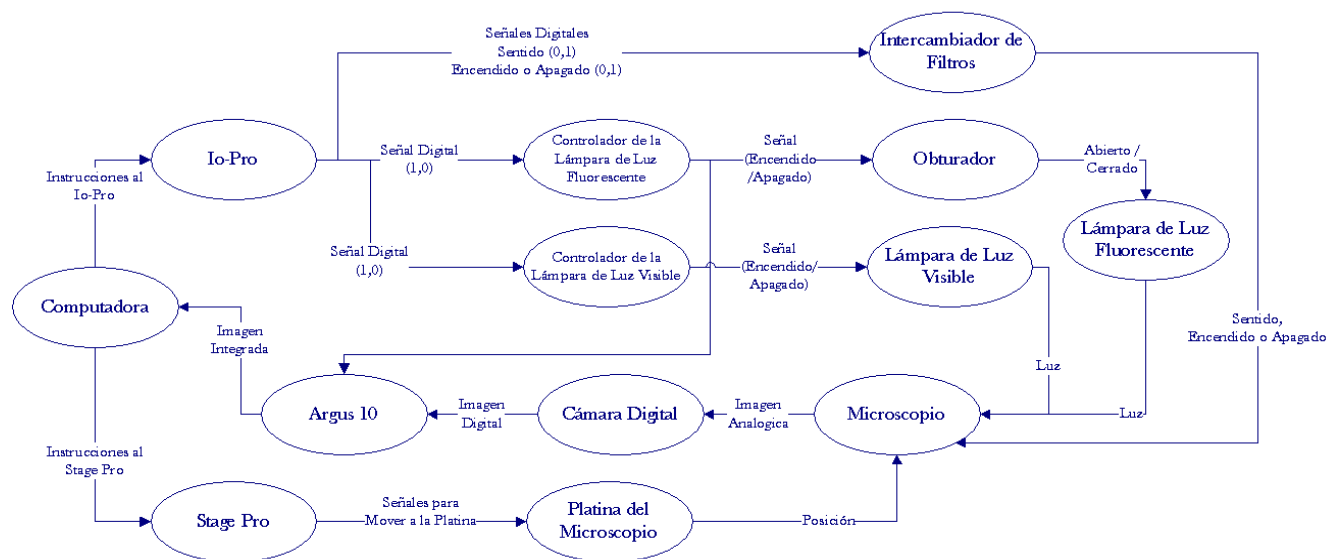 Señales Digitales
Sentido (0,1)
Encendido o Apagado (0,1)
Intercambiador de
Filtros
Io-Pro
Señal Digital
(1,0)
Controlador de la
Lámpara de Luz
Fluorescente
Señal
(Encendido
/Apagado)
Obturador
Abierto /
Cerrado
Instrucciones al
Io-Pro
Lámpara de Luz
Fluorescente
Señal Digital
(1,0)
Controlador de la
Lámpara de Luz Visible
Señal
(Encendido/
Apagado)
Lámpara de Luz
Visible
Computadora
Imagen
Integrada
Sentido,
Encendido o Apagado
Luz
Argus 10
Imagen
Digital
Cámara Digital
Imagen
Analogica
Microscopio
Luz
Instrucciones al
Stage Pro
Stage Pro
Señales para
Mover a la Platina
Platina del
Microscopio
Posición